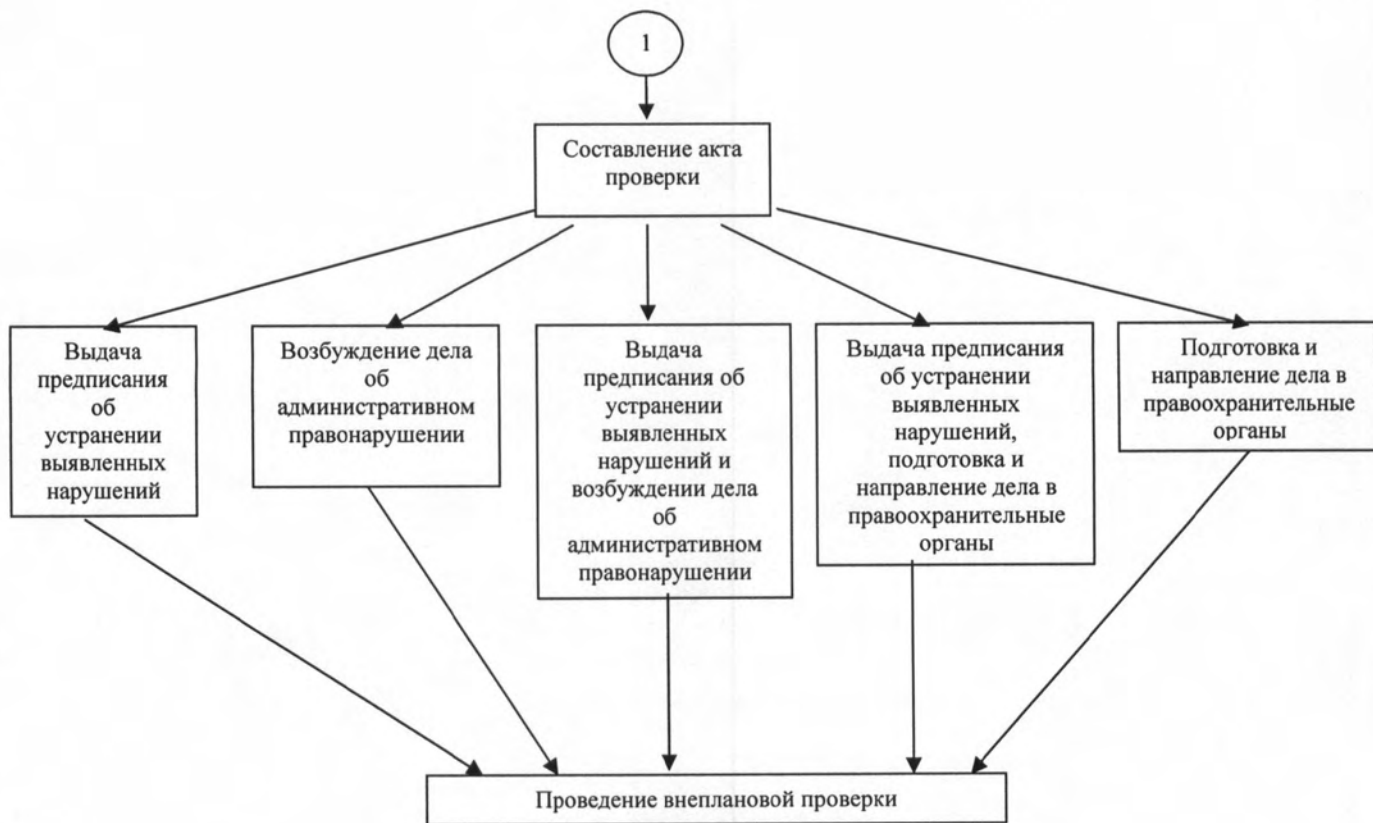 1
Составление акта
проверки
Выдача
предписания
об
устранении
выявленных
нарушений
Возбуждение дела
об
административном
правонарушении
Выдача
предписания об
устранении
выявленных
нарушений и
возбуждении дела
об
административном
правонарушении
Выдача предписания
об устранении
выявленных
нарушений,
подготовка и
направление дела в
правоохранительные
органы
Подготовка и
направление дела в
правоохранительные
органы
Проведение внеплановой проверки